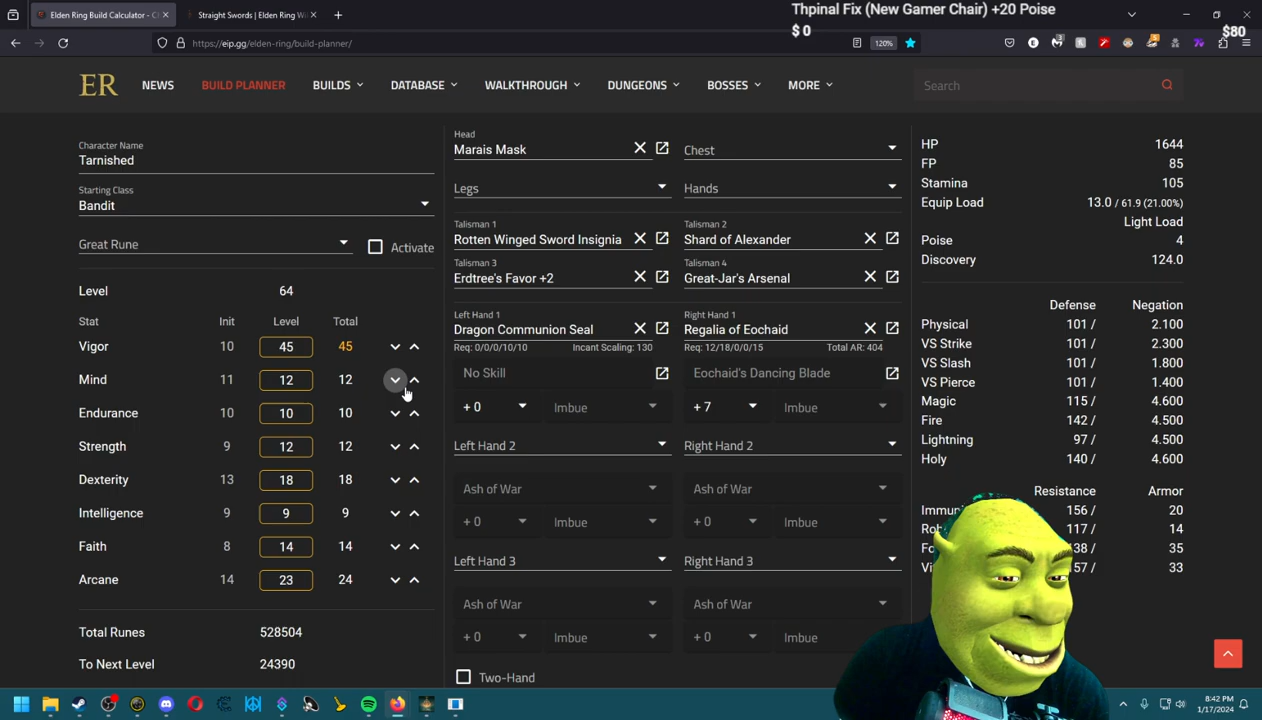 Elden Ring Build Calculator - Ch
Straight Swords | Elden Ring Wi
Thpinal Fix (New Gamer Chair) +20 Poise
$ 0
$80
https://eip.gg/elden-ring/build-planner/
120%
ER NEWS BUILD PLANNER BUILDS DATABASE WALKTHROUGH DUNGEONS BOSSES MORE Search
Character Name
Tarnished
Starting Class
Bandit
Great Rune
Activate
Level 64
Stat Init Level Total
Vigor 10 45 45
Mind 11 12 12
Endurance 10 10 10
Strength 9 12 12
Dexterity 13 18 18
Intelligence 9 9 9
Faith 8 14 14
Arcane 14 23 24
Total Runes 528504
To Next Level 24390
Head
Marais Mask
Chest
Legs
Hands
Talisman 1
Rotten Winged Sword Insignia
Talisman 2
Shard of Alexander
Talisman 3
Erdtree's Favor +2
Talisman 4
Great-Jar's Arsenal
Left Hand 1
Dragon Communion Seal
Req: 0/0/0/10/10 Incant Scaling: 130
Right Hand 1
Regalia of Eochaid
Req: 12/18/0/0/15 Total AR: 404
No Skill
Eochaid's Dancing Blade
+ 0 Imbue
+ 7 Imbue
Left Hand 2
Right Hand 2
Ash of War
Ash of War
+ 0 Imbue
+ 0 Imbue
Left Hand 3
Right Hand 3
Ash of War
Ash of War
+ 0 Imbue
+ 0 Imbue
Two-Hand
HP 1644
FP 85
Stamina 105
Equip Load 13.0 / 61.9 (21.00%)
Light Load
Poise 4
Discovery 124.0
Defense Negation
Physical 101 / 2.100
VS Strike 101 / 2.300
VS Slash 101 / 1.800
VS Pierce 101 / 1.400
Magic 115 / 4.600
Fire 142 / 4.500
Lightning 97 / 4.500
Holy 140 / 4.600
Resistance Armor
156 / 20
117 / 14
138 / 35
157 / 33
8:42 PM
1/17/2024